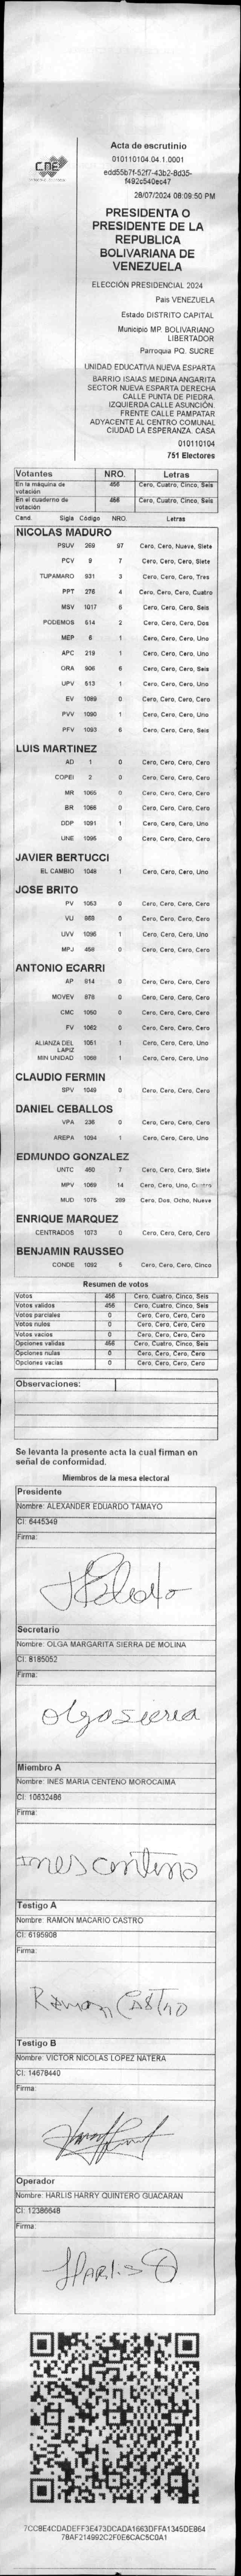 CNE
Acta de escrutinio
010110104.04.1.0001
edd55b7f-52f7-43b2-8d35-
f492c540ec47
28/07/2024 08:09:50 PM
PRESIDENTA O
PRESIDENTE DE LA
REPUBLICA
BOLIVARIANA DE
VENEZUELA
ELECCIÓN PRESIDENCIAL 2024
Pais VENEZUELA
Estado DISTRITO CAPITAL
Municipio MP. BOLIVARIANO
LIBERTADOR
Parroquia PQ. SUCRE
UNIDAD EDUCATIVA NUEVA ESPARTA
BARRIO ISAIAS MEDINA ANGARITA
SECTOR NUEVA ESPARTA DERECHA
CALLE PUNTA DE PIEDRA.
IZQUIERDA CALLE ASUNCIÓN.
FRENTE CALLE PAMPATAR
ADYACENTE AL CENTRO COMUNAL
CIUDAD LA ESPERANZA. CASA
010110104
751 Electores
Votantes NRO. Letras
En la máquina de votación 456 Cero, Cuatro, Cinco, Seis
En el cuaderno de votación 456 Cero, Cuatro, Cinco, Seis
Cand. Sigla Código NRO. Letras
NICOLAS MADURO
PSUV 269 97 Cero, Cero, Nueve, Siete
PCV 9 7 Cero, Cero, Cero, Siete
TUPAMARO 931 3 Cero, Cero, Cero, Tres
PPT 276 4 Cero, Cero, Cero, Cuatro
MSV 1017 6 Cero, Cero, Cero, Seis
PODEMOS 514 2 Cero, Cero, Cero, Dos
MEP 6 1 Cero, Cero, Cero, Uno
APC 219 1 Cero, Cero, Cero, Uno
ORA 906 6 Cero, Cero, Cero, Seis
UPV 513 1 Cero, Cero, Cero, Uno
EV 1089 0 Cero, Cero, Cero, Cero
PVV 1090 1 Cero, Cero, Cero, Uno
PFV 1093 6 Cero, Cero, Cero, Seis
LUIS MARTINEZ
AD 1 0 Cero, Cero, Cero, Cero
COPEI 2 0 Cero, Cero, Cero, Cero
MR 1065 0 Cero, Cero, Cero, Cero
BR 1066 0 Cero, Cero, Cero, Cero
DDP 1091 1 Cero, Cero, Cero, Uno
UNE 1095 0 Cero, Cero, Cero, Cero
JAVIER BERTUCCI
EL CAMBIO 1048 1 Cero, Cero, Cero, Uno
JOSE BRITO
PV 1053 0 Cero, Cero, Cero, Cero
VU 988 0 Cero, Cero, Cero, Cero
UVV 1096 1 Cero, Cero, Cero, Uno
MPJ 458 0 Cero, Cero, Cero, Cero
ANTONIO ECARRI
AP 914 0 Cero, Cero, Cero, Cero
MOVEV 978 0 Cero, Cero, Cero, Cero
CMC 1050 0 Cero, Cero, Cero, Cero
FV 1062 0 Cero, Cero, Cero, Cero
ALIANZA DEL LAPIZ 1051 1 Cero, Cero, Cero, Uno
MIN UNIDAD 1068 1 Cero, Cero, Cero, Uno
CLAUDIO FERMIN
SPV 1049 0 Cero, Cero, Cero, Cero
DANIEL CEBALLOS
VPA 236 0 Cero, Cero, Cero, Cero
AREPA 1094 1 Cero, Cero, Cero, Uno
EDMUNDO GONZALEZ
UNTC 460 7 Cero, Cero, Cero, Siete
MPV 1069 14 Cero, Cero, Uno, Cuatro
MUD 1075 289 Cero, Dos, Ocho, Nueve
ENRIQUE MARQUEZ
CENTRADOS 1073 0 Cero, Cero, Cero, Cero
BENJAMIN RAUSSEO
CONDE 1092 5 Cero, Cero, Cero, Cinco
Resumen de votos
Votos 456 Cero, Cuatro, Cinco, Seis
Votos validos 456 Cero, Cuatro, Cinco, Seis
Votos parciales 0 Cero, Cero, Cero, Cero
Votos nulos 0 Cero, Cero, Cero, Cero
Votos vacios 0 Cero, Cero, Cero, Cero
Opciones validas 456 Cero, Cuatro, Cinco, Seis
Opciones nulas 0 Cero, Cero, Cero, Cero
Opciones vacias 0 Cero, Cero, Cero, Cero
Observaciones:
Se levanta la presente acta la cual firman en
señal de conformidad.
Miembros de la mesa electoral
Presidente
Nombre: ALEXANDER EDUARDO TAMAYO
CI: 6445349
Firma:
Secretario
Nombre: OLGA MARGARITA SIERRA DE MOLINA
CI: 8185052
Firma:
olga sierra
Miembro A
Nombre: INES MARIA CENTENO MOROCAIMA
CI: 10632486
Firma:
Ines centeno
Testigo A
Nombre: RAMON MACARIO CASTRO
CI: 6195908
Firma:
Ramon CASTRO
Testigo B
Nombre: VICTOR NICOLAS LOPEZ NATERA
CI: 14678440
Firma:
Operador
Nombre: HARLIS HARRY QUINTERO GUACARAN
CI: 12386648
Firma:
HARLIS Q
7CC8E4CDADEFF3E473DCADA1663DFFA1345DE864
78AF214992C2F0E6CAC5C0A1